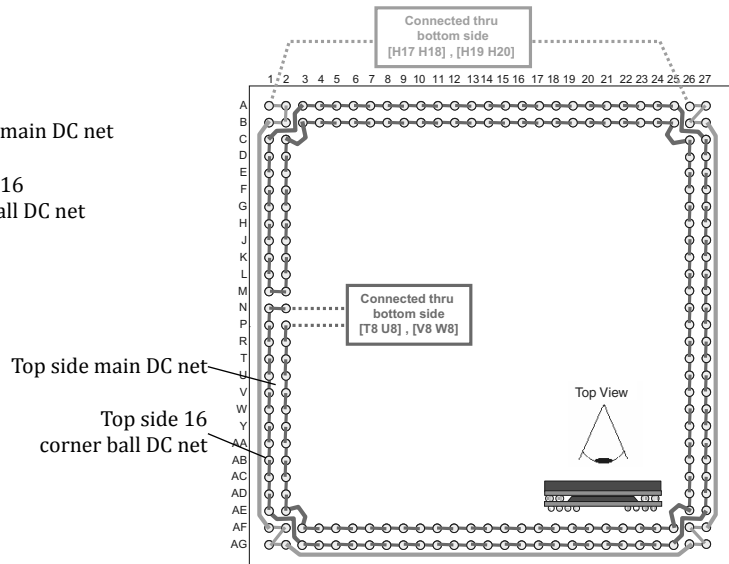 Connected thru
bottom side
[H17 H18] , [H19 H20]
1 2 3 4 5 6 7 8 9 10 11 12 13 14 15 16 17 18 19 20 21 22 23 24 25 26 27
A
B
main DC net
C
D
E
16
F
all DC net
G
H
J
K
L
M
N
Connected thru
bottom side
[T8 U8] , [V8 W8]
P
R
T
Top side main DC net
U
V
Top View
W
Top side 16
corner ball DC net
Y
AA
AB
AC
AD
AE
AF
AG